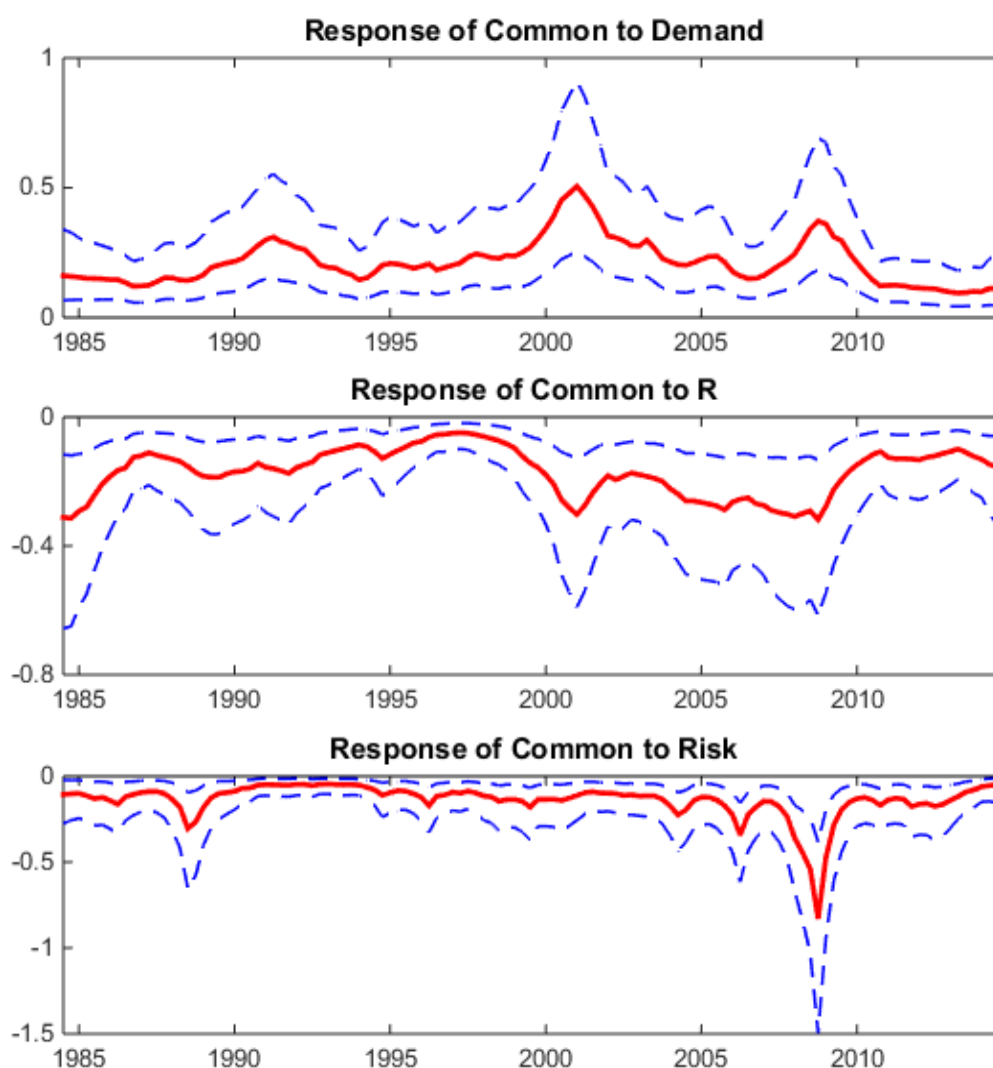 Response of Common to Demand
1
0.5
0
1985 1990 1995 2000 2005 2010
Response of Common to R
0
-0.4
-0.8
1985 1990 1995 2000 2005 2010
Response of Common to Risk
0
-0.5
-1
-1.5
1985 1990 1995 2000 2005 2010